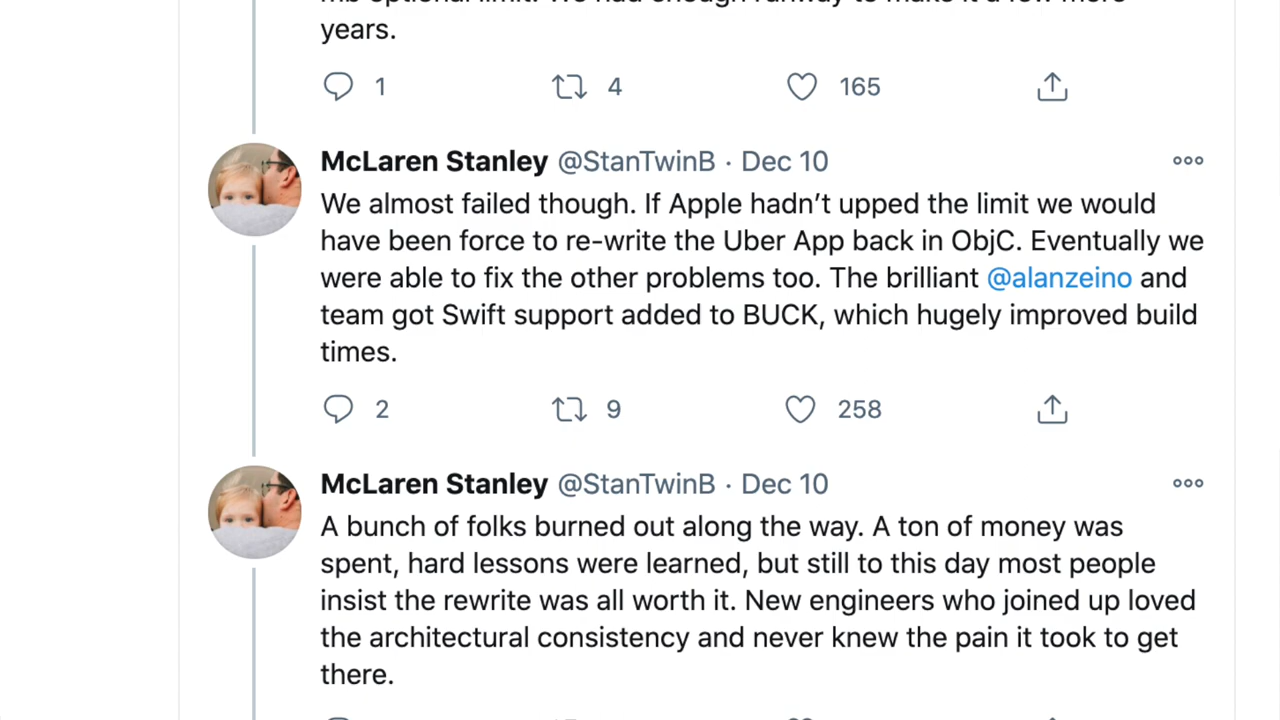 years.
1 4 165
McLaren Stanley @StanTwinB · Dec 10
We almost failed though. If Apple hadn’t upped the limit we would
have been force to re-write the Uber App back in ObjC. Eventually we
were able to fix the other problems too. The brilliant @alanzeino and
team got Swift support added to BUCK, which hugely improved build
times.
2 9 258
McLaren Stanley @StanTwinB · Dec 10
A bunch of folks burned out along the way. A ton of money was
spent, hard lessons were learned, but still to this day most people
insist the rewrite was all worth it. New engineers who joined up loved
the architectural consistency and never knew the pain it took to get
there.